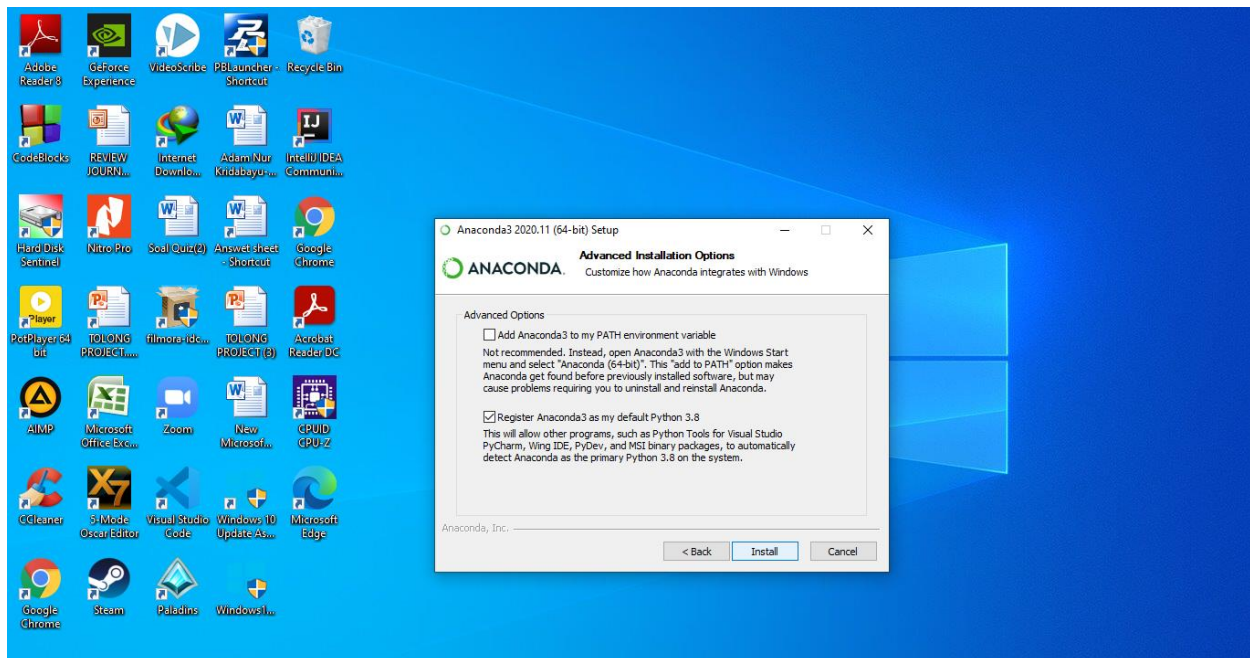 Adobe
Reader 8
GeForce
Experience
VideoScribe
PBLauncher -
Shortcut
Recycle Bin
CodeBlocks
REVIEW
JOURN...
Internet
Downlo...
Adam Nur
Kridabayu-...
IntelliJ IDEA
Communi...
Hard Disk
Sentinel
Nitro Pro
Soal Quiz(2)
Answet sheet
- Shortcut
Google
Chrome
PotPlayer 64
bit
TOLONG
PROJECT....
filmora-idc...
TOLONG
PROJECT (3)
Acrobat
Reader DC
AIMP
Microsoft
Office Exc...
Zoom
New
Microsof...
CPUID
CPU-Z
CCleaner
5-Mode
Oscar Editor
Visual Studio
Code
Windows 10
Update As...
Microsoft
Edge
Google
Chrome
Steam
Paladins
Windows1...
Player
IJ
X7
Anaconda3 2020.11 (64-bit) Setup
ANACONDA.
Advanced Installation Options
Customize how Anaconda integrates with Windows
Advanced Options
Add Anaconda3 to my PATH environment variable
Not recommended. Instead, open Anaconda3 with the Windows Start
menu and select "Anaconda (64-bit)". This "add to PATH" option makes
Anaconda get found before previously installed software, but may
cause problems requiring you to uninstall and reinstall Anaconda.
Register Anaconda3 as my default Python 3.8
This will allow other programs, such as Python Tools for Visual Studio
PyCharm, Wing IDE, PyDev, and MSI binary packages, to automatically
detect Anaconda as the primary Python 3.8 on the system.
Anaconda, Inc.
< Back
Install
Cancel